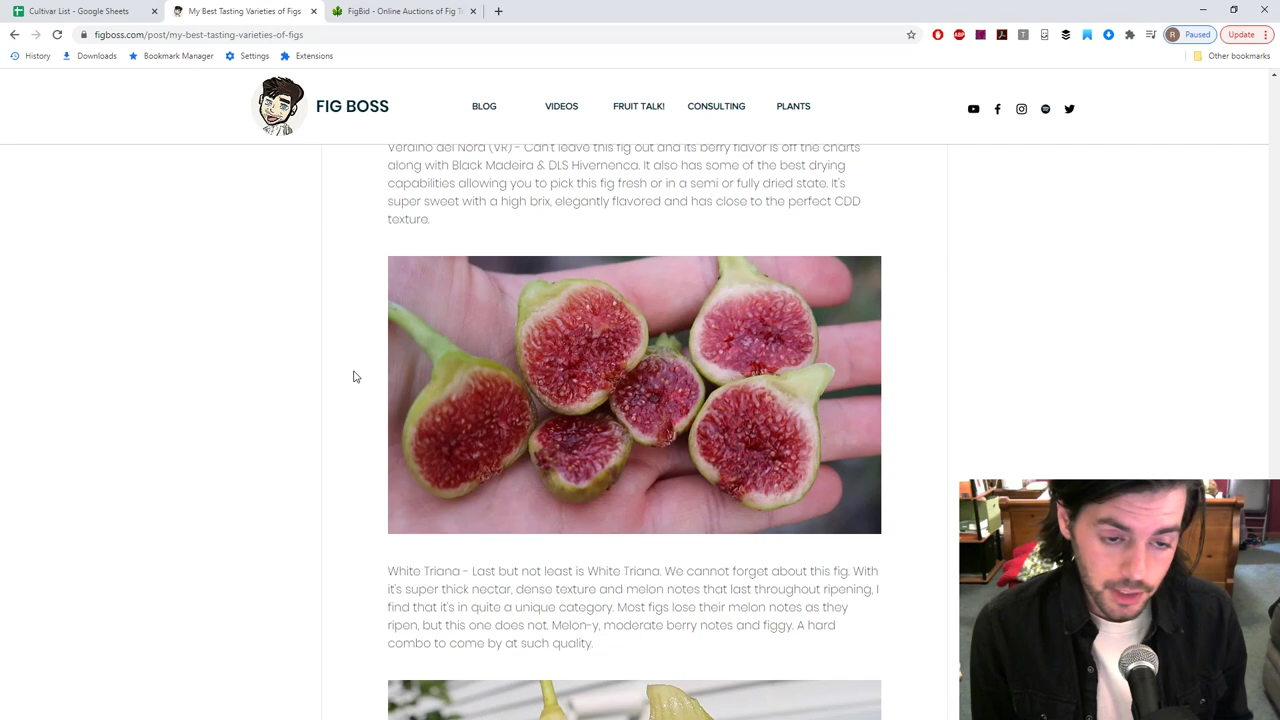 Cultivar List - Google Sheets
My Best Tasting Varieties of Figs
FigBid - Online Auctions of Fig Tr
figboss.com/post/my-best-tasting-varieties-of-figs
Paused
Update
History
Downloads
Bookmark Manager
Settings
Extensions
Other bookmarks
FIG BOSS
BLOG
VIDEOS
FRUIT TALK!
CONSULTING
PLANTS
Verdino del Nord (VR) - Can't leave this fig out and its berry flavor is off the charts
along with Black Madeira & DLS Hivernenca. It also has some of the best drying
capabilities allowing you to pick this fig fresh or in a semi or fully dried state. It's
super sweet with a high brix, elegantly flavored and has close to the perfect CDD
texture.
White Triana - Last but not least is White Triana. We cannot forget about this fig. With
it's super thick nectar, dense texture and melon notes that last throughout ripening, I
find that it's in quite a unique category. Most figs lose their melon notes as they
ripen, but this one does not. Melon-y, moderate berry notes and figgy. A hard
combo to come by at such quality.